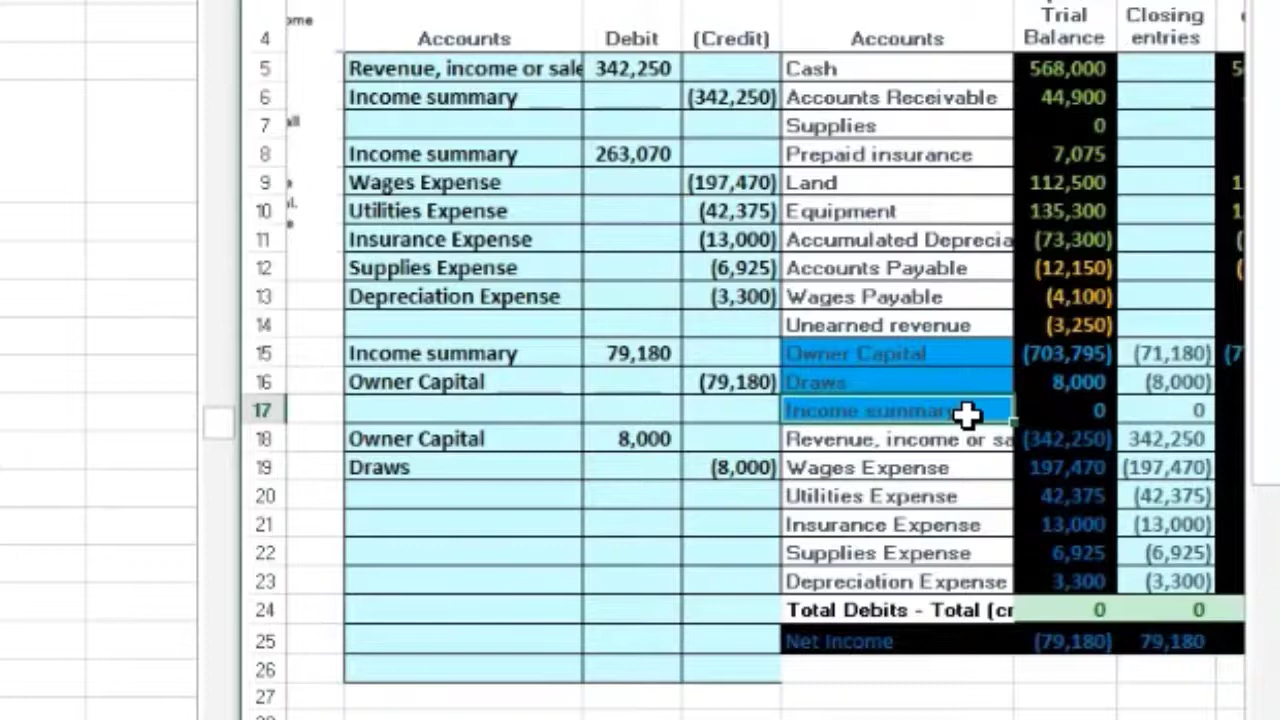 ome
Trial Closing
4 Accounts Debit (Credit) Accounts Balance entries
5 Revenue, income or sale 342,250 Cash 568,000 5
6 Income summary (342,250) Accounts Receivable 44,900
7 all Supplies 0
8 Income summary 263,070 Prepaid insurance 7,075
9 Wages Expense (197,470) Land 112,500 1
10 Utilities Expense (42,375) Equipment 135,300 1
11 Insurance Expense (13,000) Accumulated Deprecia (73,300) (
12 Supplies Expense (6,925) Accounts Payable (12,150) (
13 Depreciation Expense (3,300) Wages Payable (4,100)
14 Unearned revenue (3,250)
15 Income summary 79,180 Owner Capital (703,795) (71,180) (7
16 Owner Capital (79,180) Draws 8,000 (8,000)
17 Income summary 0 0
18 Owner Capital 8,000 Revenue, income or sa (342,250) 342,250
19 Draws (8,000) Wages Expense 197,470 (197,470)
20 Utilities Expense 42,375 (42,375)
21 Insurance Expense 13,000 (13,000)
22 Supplies Expense 6,925 (6,925)
23 Depreciation Expense 3,300 (3,300)
24 Total Debits - Total (cr 0 0
25 Net Income (79,180) 79,180
26
27